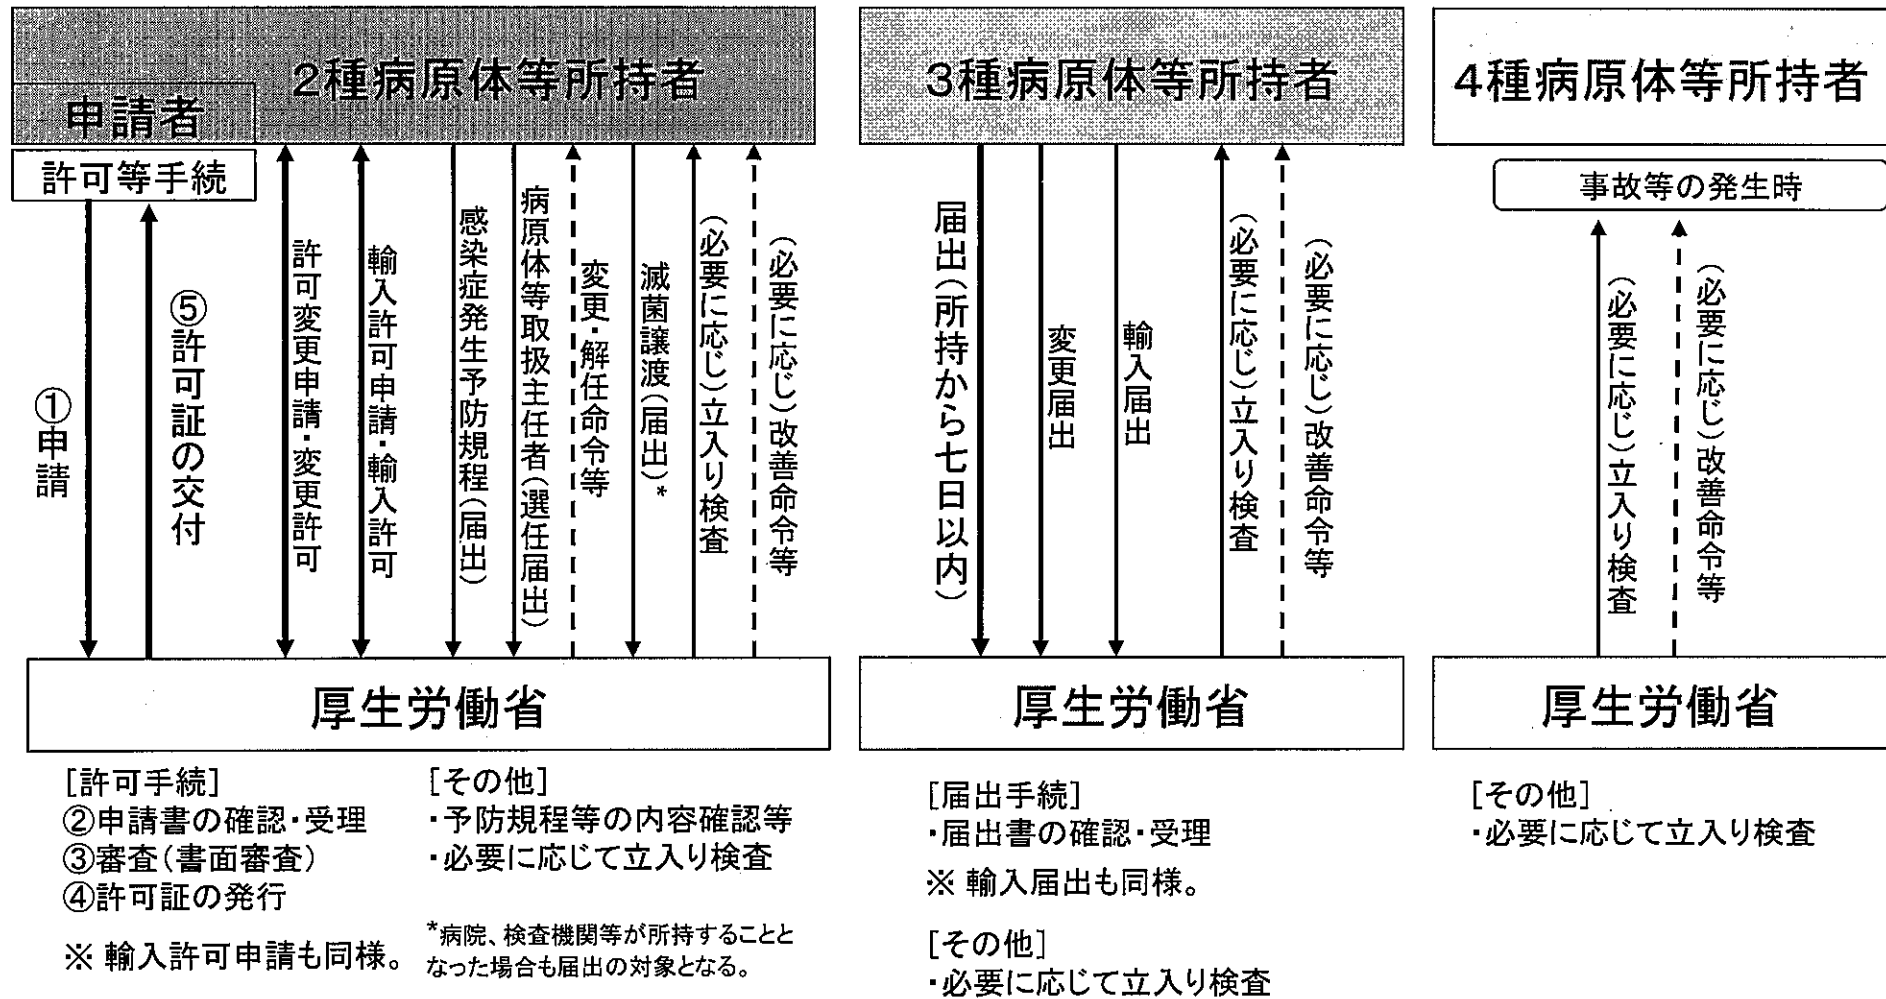 2種病原体等所持者
申請者
許可等手続
①申請
⑤許可証の交付
許可変更申請・変更許可
輸入許可申請・輸入許可
感染症発生予防規程(届出)
病原体等取扱主任者(選任届出)
変更・解任命令等
滅菌譲渡(届出)*
(必要に応じ)立入り検査
(必要に応じ)改善命令等
厚生労働省
[許可手続]
②申請書の確認・受理
③審査(書面審査)
④許可証の発行
※ 輸入許可申請も同様。
[その他]
・予防規程等の内容確認等
・必要に応じて立入り検査
*病院、検査機関等が所持することと
なった場合も届出の対象となる。
3種病原体等所持者
届出(所持から七日以内)
変更届出
輸入届出
(必要に応じ)立入り検査
(必要に応じ)改善命令等
厚生労働省
[届出手続]
・届出書の確認・受理
※ 輸入届出も同様。
[その他]
・必要に応じて立入り検査
4種病原体等所持者
事故等の発生時
(必要に応じ)立入り検査
(必要に応じ)改善命令等
厚生労働省
[その他]
・必要に応じて立入り検査